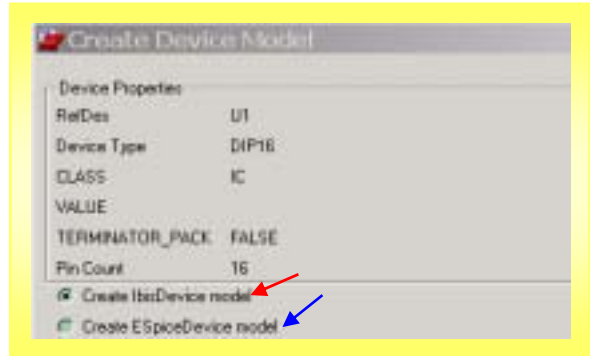 Create Device Model
Device Properties
RefDes U1
Device Type DIP16
CLASS IC
VALUE
TERMINATOR_PACK FALSE
Pin Count 16
Create IbisDevice model
Create ESpiceDevice model